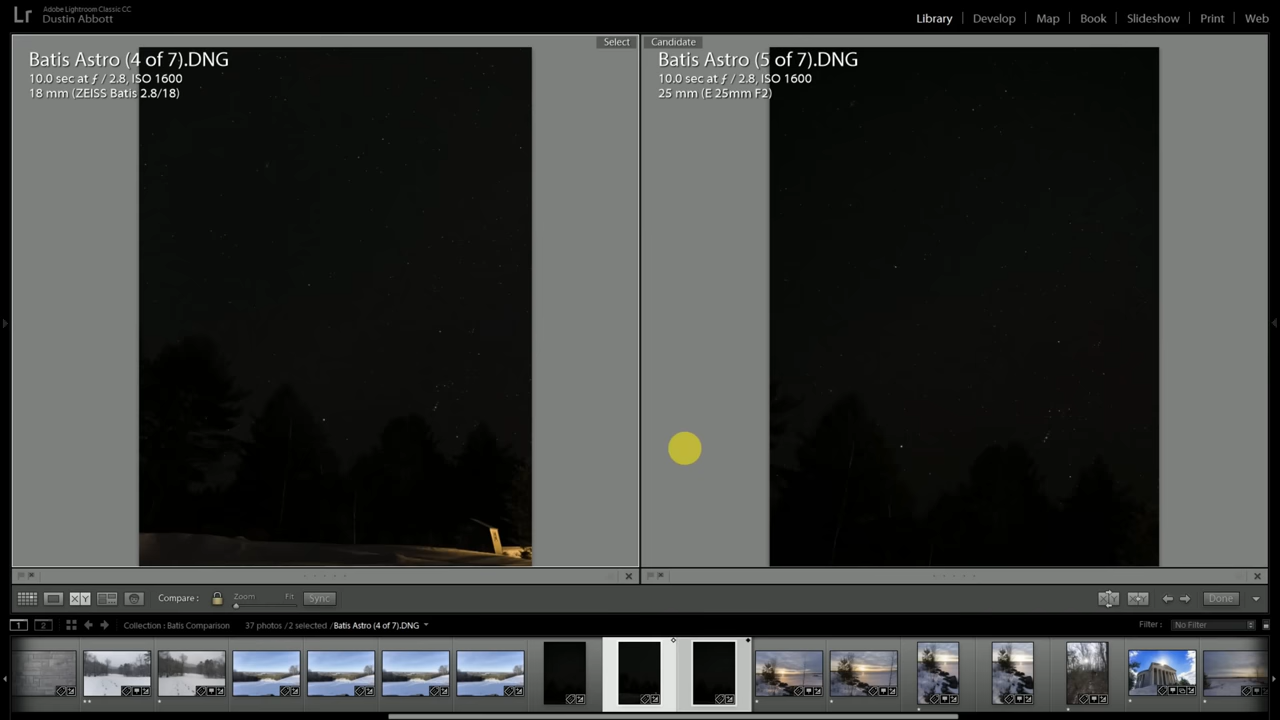 Lr
Adobe Lightroom Classic CC
Dustin Abbott
Library | Develop | Map | Book | Slideshow | Print | Web
Select
Candidate
Batis Astro (4 of 7).DNG
10.0 sec at ƒ / 2.8, ISO 1600
18 mm (ZEISS Batis 2.8/18)
Batis Astro (5 of 7).DNG
10.0 sec at ƒ / 2.8, ISO 1600
25 mm (E 25mm F2)
XY
Compare :
Zoom
Fit
Sync
Done
1
2
Collection : Batis Comparison
37 photos / 2 selected / Batis Astro (4 of 7).DNG
Filter :
No Filter